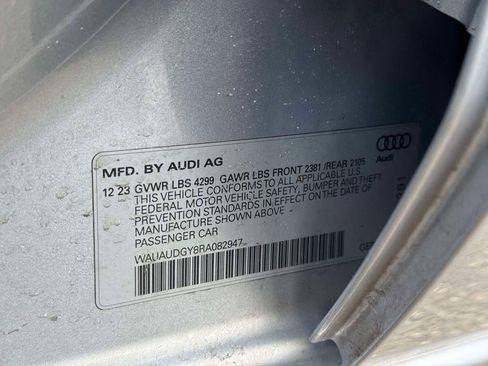 MFD. BY AUDI AG
12 23 GVWR LBS 4299 GAWR LBS FRONT 2381 /REAR 2105
THIS VEHICLE CONFORMS TO ALL APPLICABLE U.S.
FEDERAL MOTOR VEHICLE SAFETY, BUMPER AND THEFT
PREVENTION STANDARDS IN EFFECT ON THE DATE OF
MANUFACTURE SHOWN ABOVE
PASSENGER CAR
WAUAUDGY8RA082947
Audi